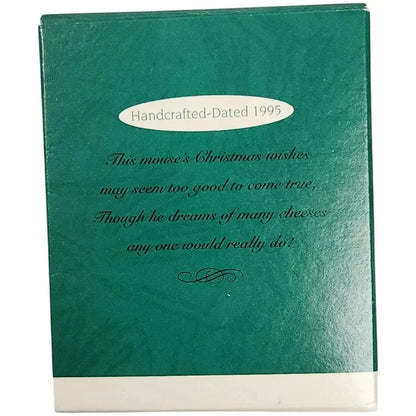 Handcrafted-Dated 1995
This mouse's Christmas wishes
may seem too good to come true,
Though he dreams of many cheeses
any one would really do!